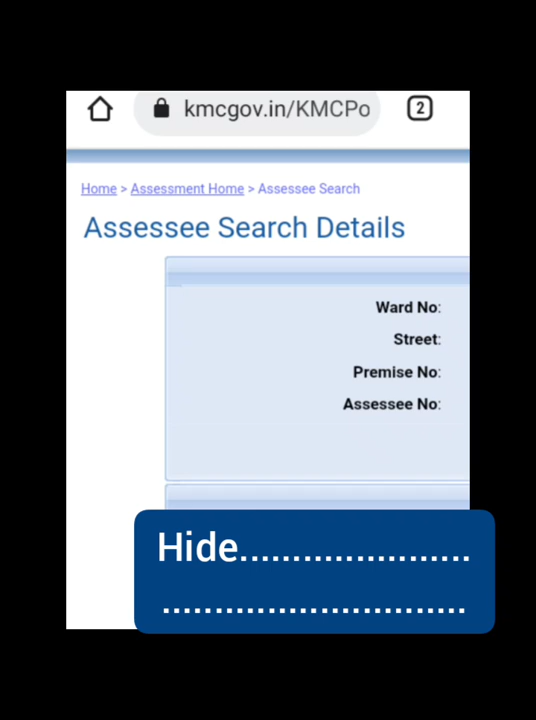 kmcgov.in/KMCPo 2
Home > Assessment Home > Assessee Search
Assessee Search Details
Ward No:
Street:
Premise No:
Assessee No:
Hide......................
.............................